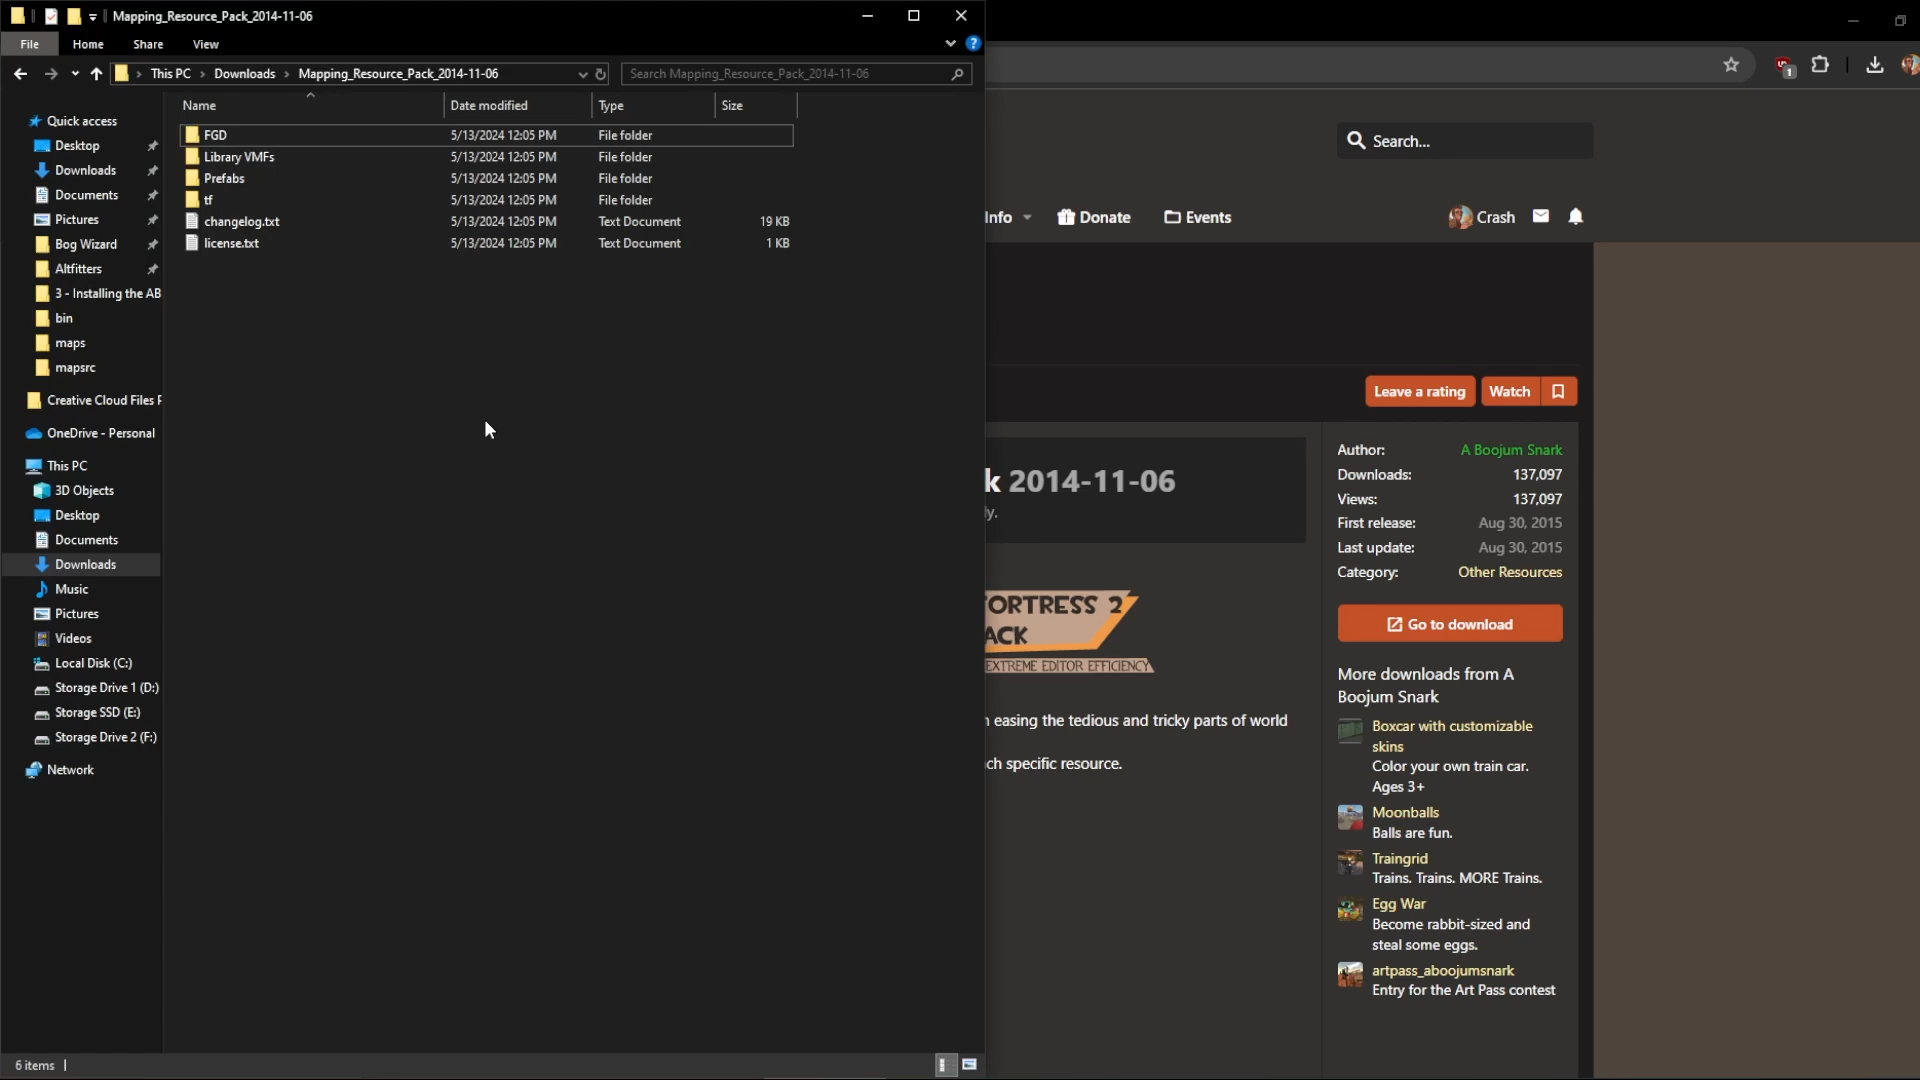 Mapping_Resource_Pack_2014-11-06
File
Home
Share
View
This PC
Downloads
Mapping_Resource_Pack_2014-11-06
Search Mapping_Resource_Pack_2014-11-06
Name
Date modified
Type
Size
FGD 5/13/2024 12:05 PM File folder
Library VMFs 5/13/2024 12:05 PM File folder
Prefabs 5/13/2024 12:05 PM File folder
tf 5/13/2024 12:05 PM File folder
changelog.txt 5/13/2024 12:05 PM Text Document 19 KB
license.txt 5/13/2024 12:05 PM Text Document 1 KB
Quick access
Desktop
Downloads
Documents
Pictures
Bog Wizard
Altfitters
3 - Installing the AB
bin
maps
mapsrc
Creative Cloud Files F
OneDrive - Personal
This PC
3D Objects
Desktop
Documents
Downloads
Music
Pictures
Videos
Local Disk (C:)
Storage Drive 1 (D:)
Storage SSD (E:)
Storage Drive 2 (F:)
Network
6 items
1
Search...
Info
Donate
Events
Crash
Leave a rating
Watch
k 2014-11-06
ly.
FORTRESS 2
ACK
EXTREME EDITOR EFFICIENCY
n easing the tedious and tricky parts of world
ch specific resource.
Author: A Boojum Snark
Downloads: 137,097
Views: 137,097
First release: Aug 30, 2015
Last update: Aug 30, 2015
Category: Other Resources
Go to download
More downloads from A
Boojum Snark
Boxcar with customizable
skins
Color your own train car.
Ages 3+
Moonballs
Balls are fun.
Traingrid
Trains. Trains. MORE Trains.
Egg War
Become rabbit-sized and
steal some eggs.
artpass_aboojumsnark
Entry for the Art Pass contest